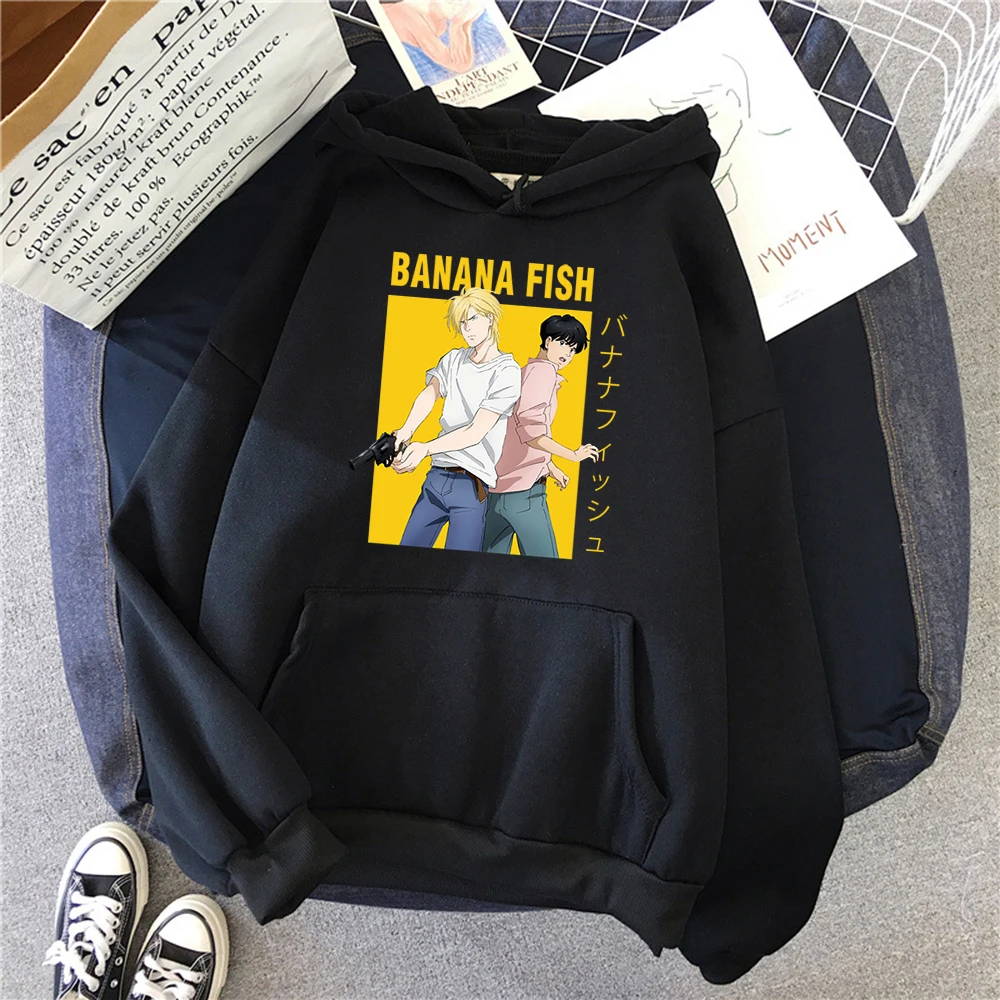 Le sac en pap
Ce sac est fabriqué à partir de
épaisseur 180g/m²; papier végétal.
100 % naturel. kraft blanc
doublé de kraft brun Contenance
33 litres. 100 % Ecographik™
Ne le jetez pas.
il peut servir plusieurs fois.
L'ART
INDÉPENDANT
MOMENT
BANANA FISH
バナナフィッシュ